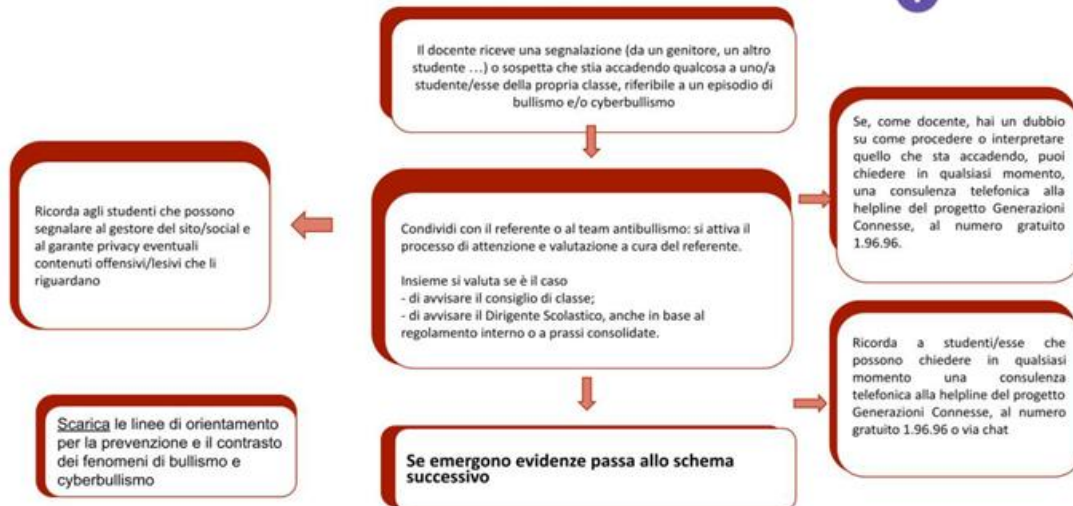 Il docente riceve una segnalazione (da un genitore, un altro
studente ...) o sospetta che stia accadendo qualcosa a uno/a
studente/esse della propria classe, riferibile a un episodio di
bullismo e/o cyberbullismo
Se, come docente, hai un dubbio
su come procedere o interpretare
quello che sta accadendo, puoi
chiedere in qualsiasi momento,
una consulenza telefonica alla
helpline del progetto Generazioni
Connesse, al numero gratuito
1.96.96.
Ricorda agli studenti che possono
segnalare al gestore del sito/social e
al garante privacy eventuali
contenuti offensivi/lesivi che li
riguardano
Condividi con il referente o al team antibullismo: si attiva il
processo di attenzione e valutazione a cura del referente.
Insieme si valuta se è il caso
- di avvisare il consiglio di classe;
- di avvisare il Dirigente Scolastico, anche in base al
regolamento interno o a prassi consolidate.
Ricorda a studenti/esse che
possono chiedere in qualsiasi
momento una consulenza
telefonica alla helpline del progetto
Generazioni Connesse, al numero
gratuito 1.96.96 o via chat
Scarica le linee di orientamento
per la prevenzione e il contrasto
dei fenomeni di bullismo e
cyberbullismo
Se emergono evidenze passa allo schema
successivo